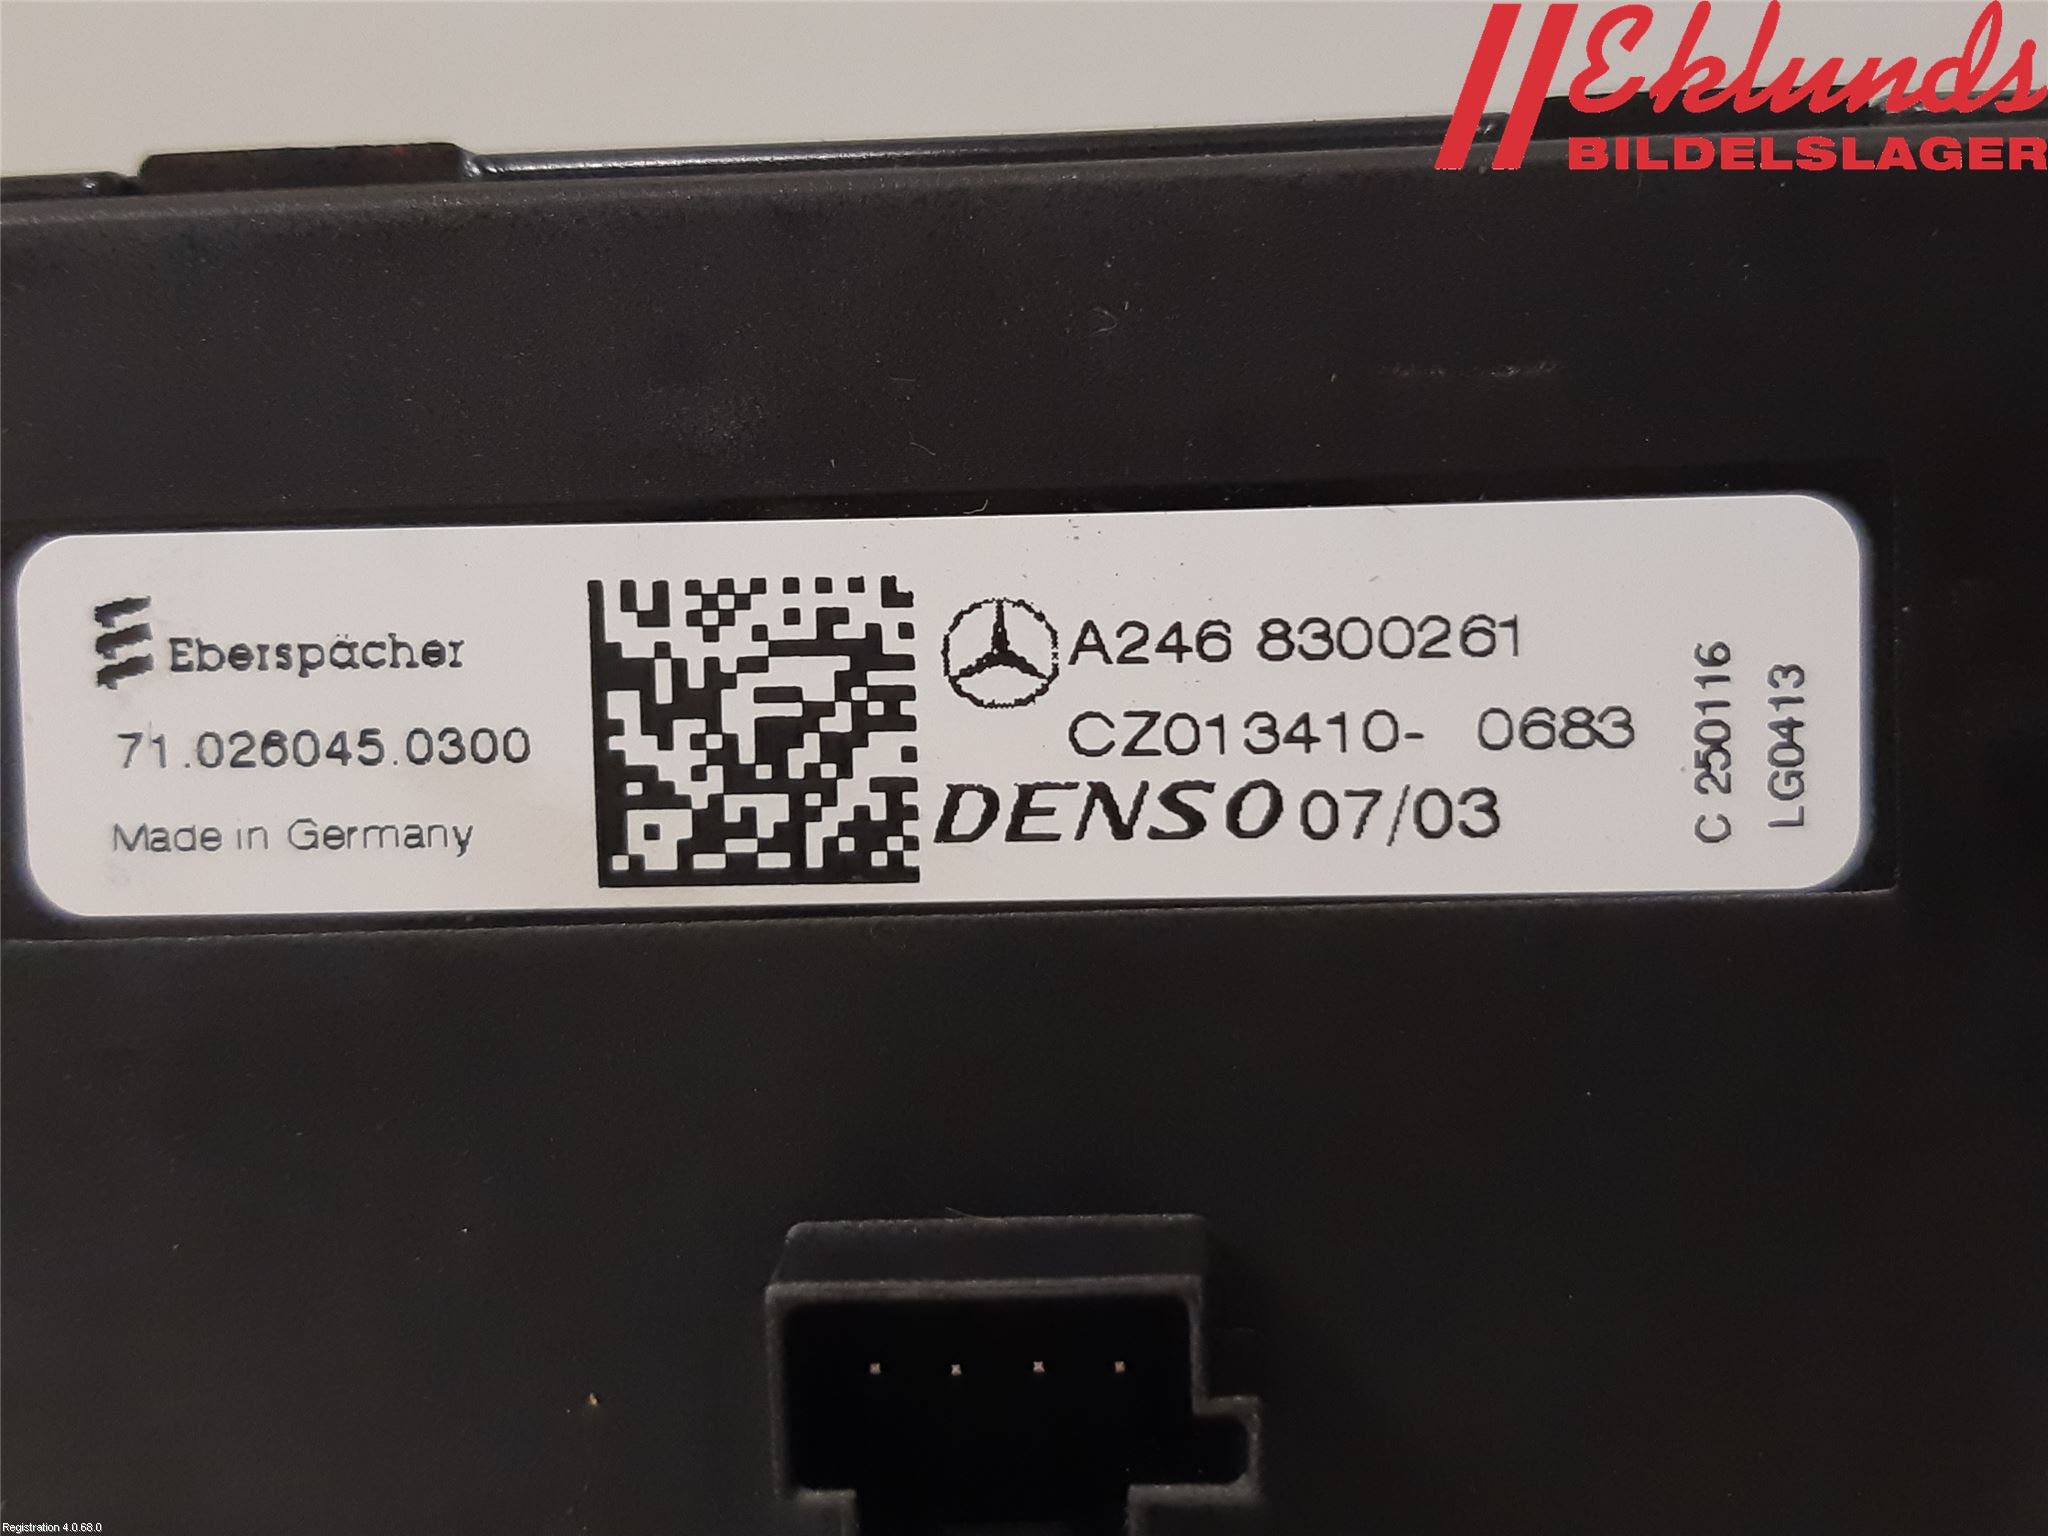 Eklunds
BILDELSLAGER
Eberspächer
71.026045.0300
Made in Germany
A246 8300261
CZ013410- 0683
DENSO 07/03
C 250116
LG0413
Registration 4.0.68.0